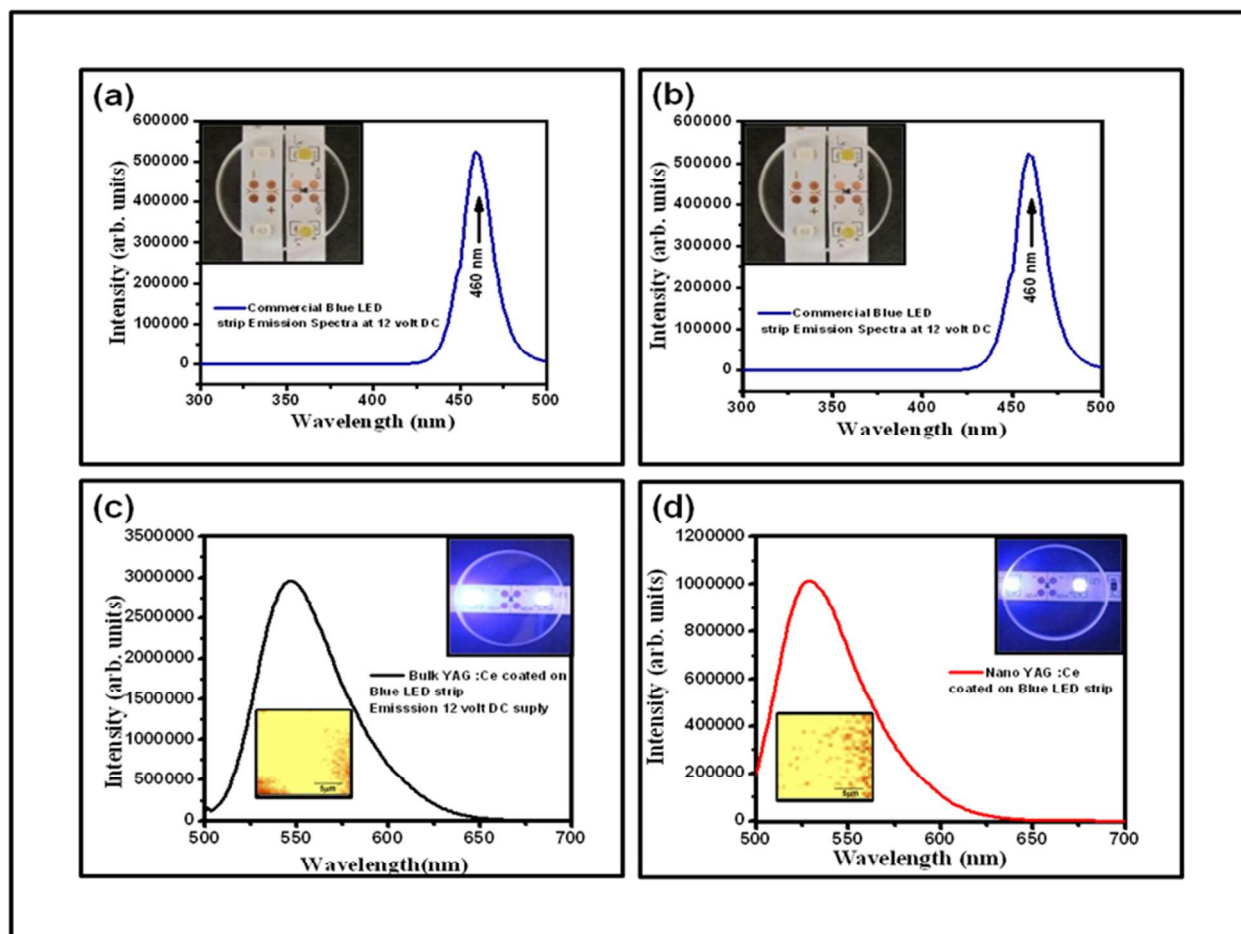 (a)
600000
500000
400000
300000
200000
100000
0
Intensity (arb. units)
460 nm
Commercial Blue LED
strip Emission Spectra at 12 volt DC
300 350 400 450 500
Wavelength (nm)
(b)
600000
500000
400000
300000
200000
100000
0
Intensity (arb. units)
460 nm
Commercial Blue LED
strip Emission Spectra at 12 volt DC
300 350 400 450 500
Wavelength (nm)
(c)
3500000
3000000
2500000
2000000
1500000
1000000
500000
0
Intensity (arb. units)
Bulk YAG :Ce coated on
Blue LED strip
Emisssion 12 volt DC suply
5µm
500 550 600 650 700
Wavelength(nm)
(d)
1200000
1000000
800000
600000
400000
200000
0
Intensity (arb. units)
Nano YAG :Ce
coated on Blue LED strip
5µm
500 550 600 650 700
Wavelength (nm)